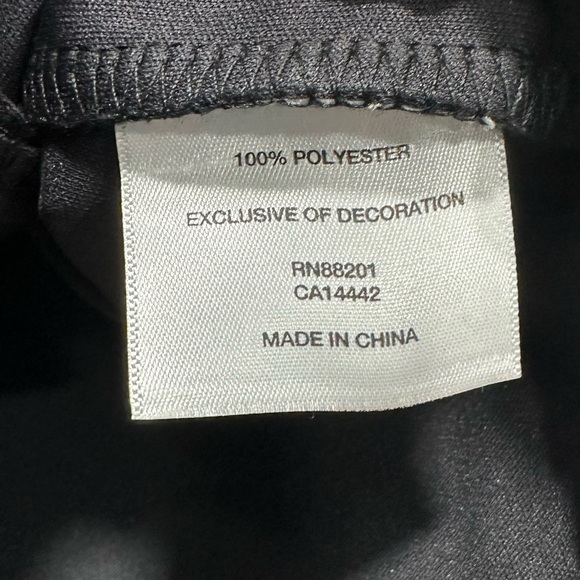 100% POLYESTER
EXCLUSIVE OF DECORATION
RN88201
CA14442
MADE IN CHINA